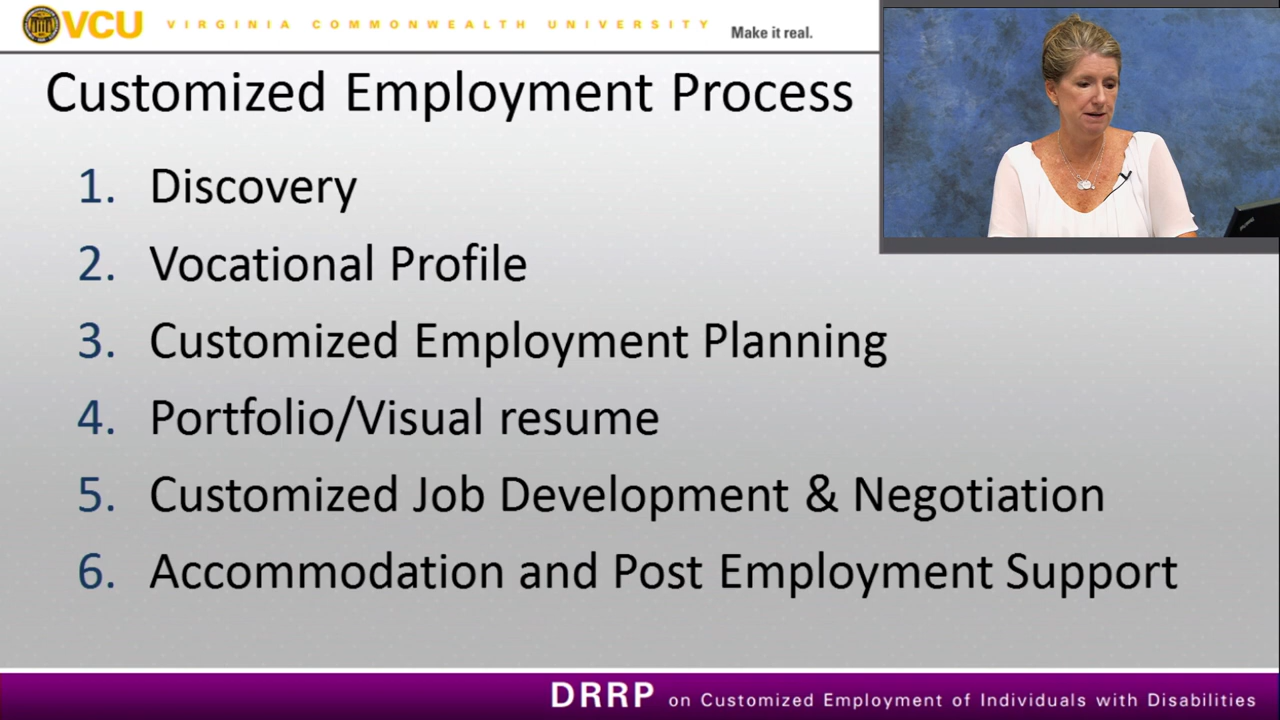 VCU VIRGINIA COMMONWEALTH UNIVERSITY Make it real.
Customized Employment Process
1. Discovery
2. Vocational Profile
3. Customized Employment Planning
4. Portfolio/Visual resume
5. Customized Job Development & Negotiation
6. Accommodation and Post Employment Support
DRRP on Customized Employment of Individuals with Disabilities